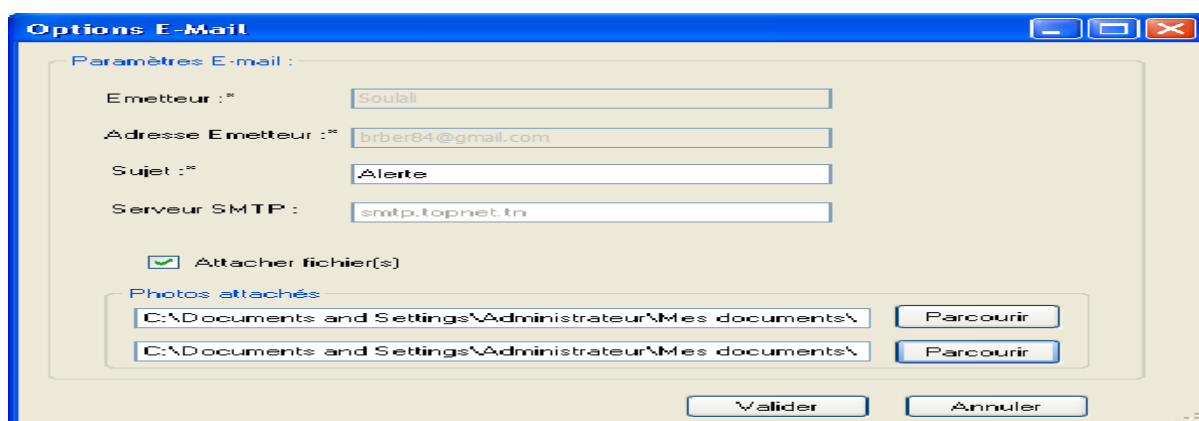 Options E-Mail
Paramètres E-mail :
Emetteur :* Soulali
Adresse Emetteur :* brber84@gmail.com
Sujet :* Alerte
Serveur SMTP : smtp.topnet.tn
Attacher fichier(s)
Photos attachés
C:\Documents and Settings\Administrateur\Mes documents\ Parcourir
C:\Documents and Settings\Administrateur\Mes documents\ Parcourir
Valider Annuler